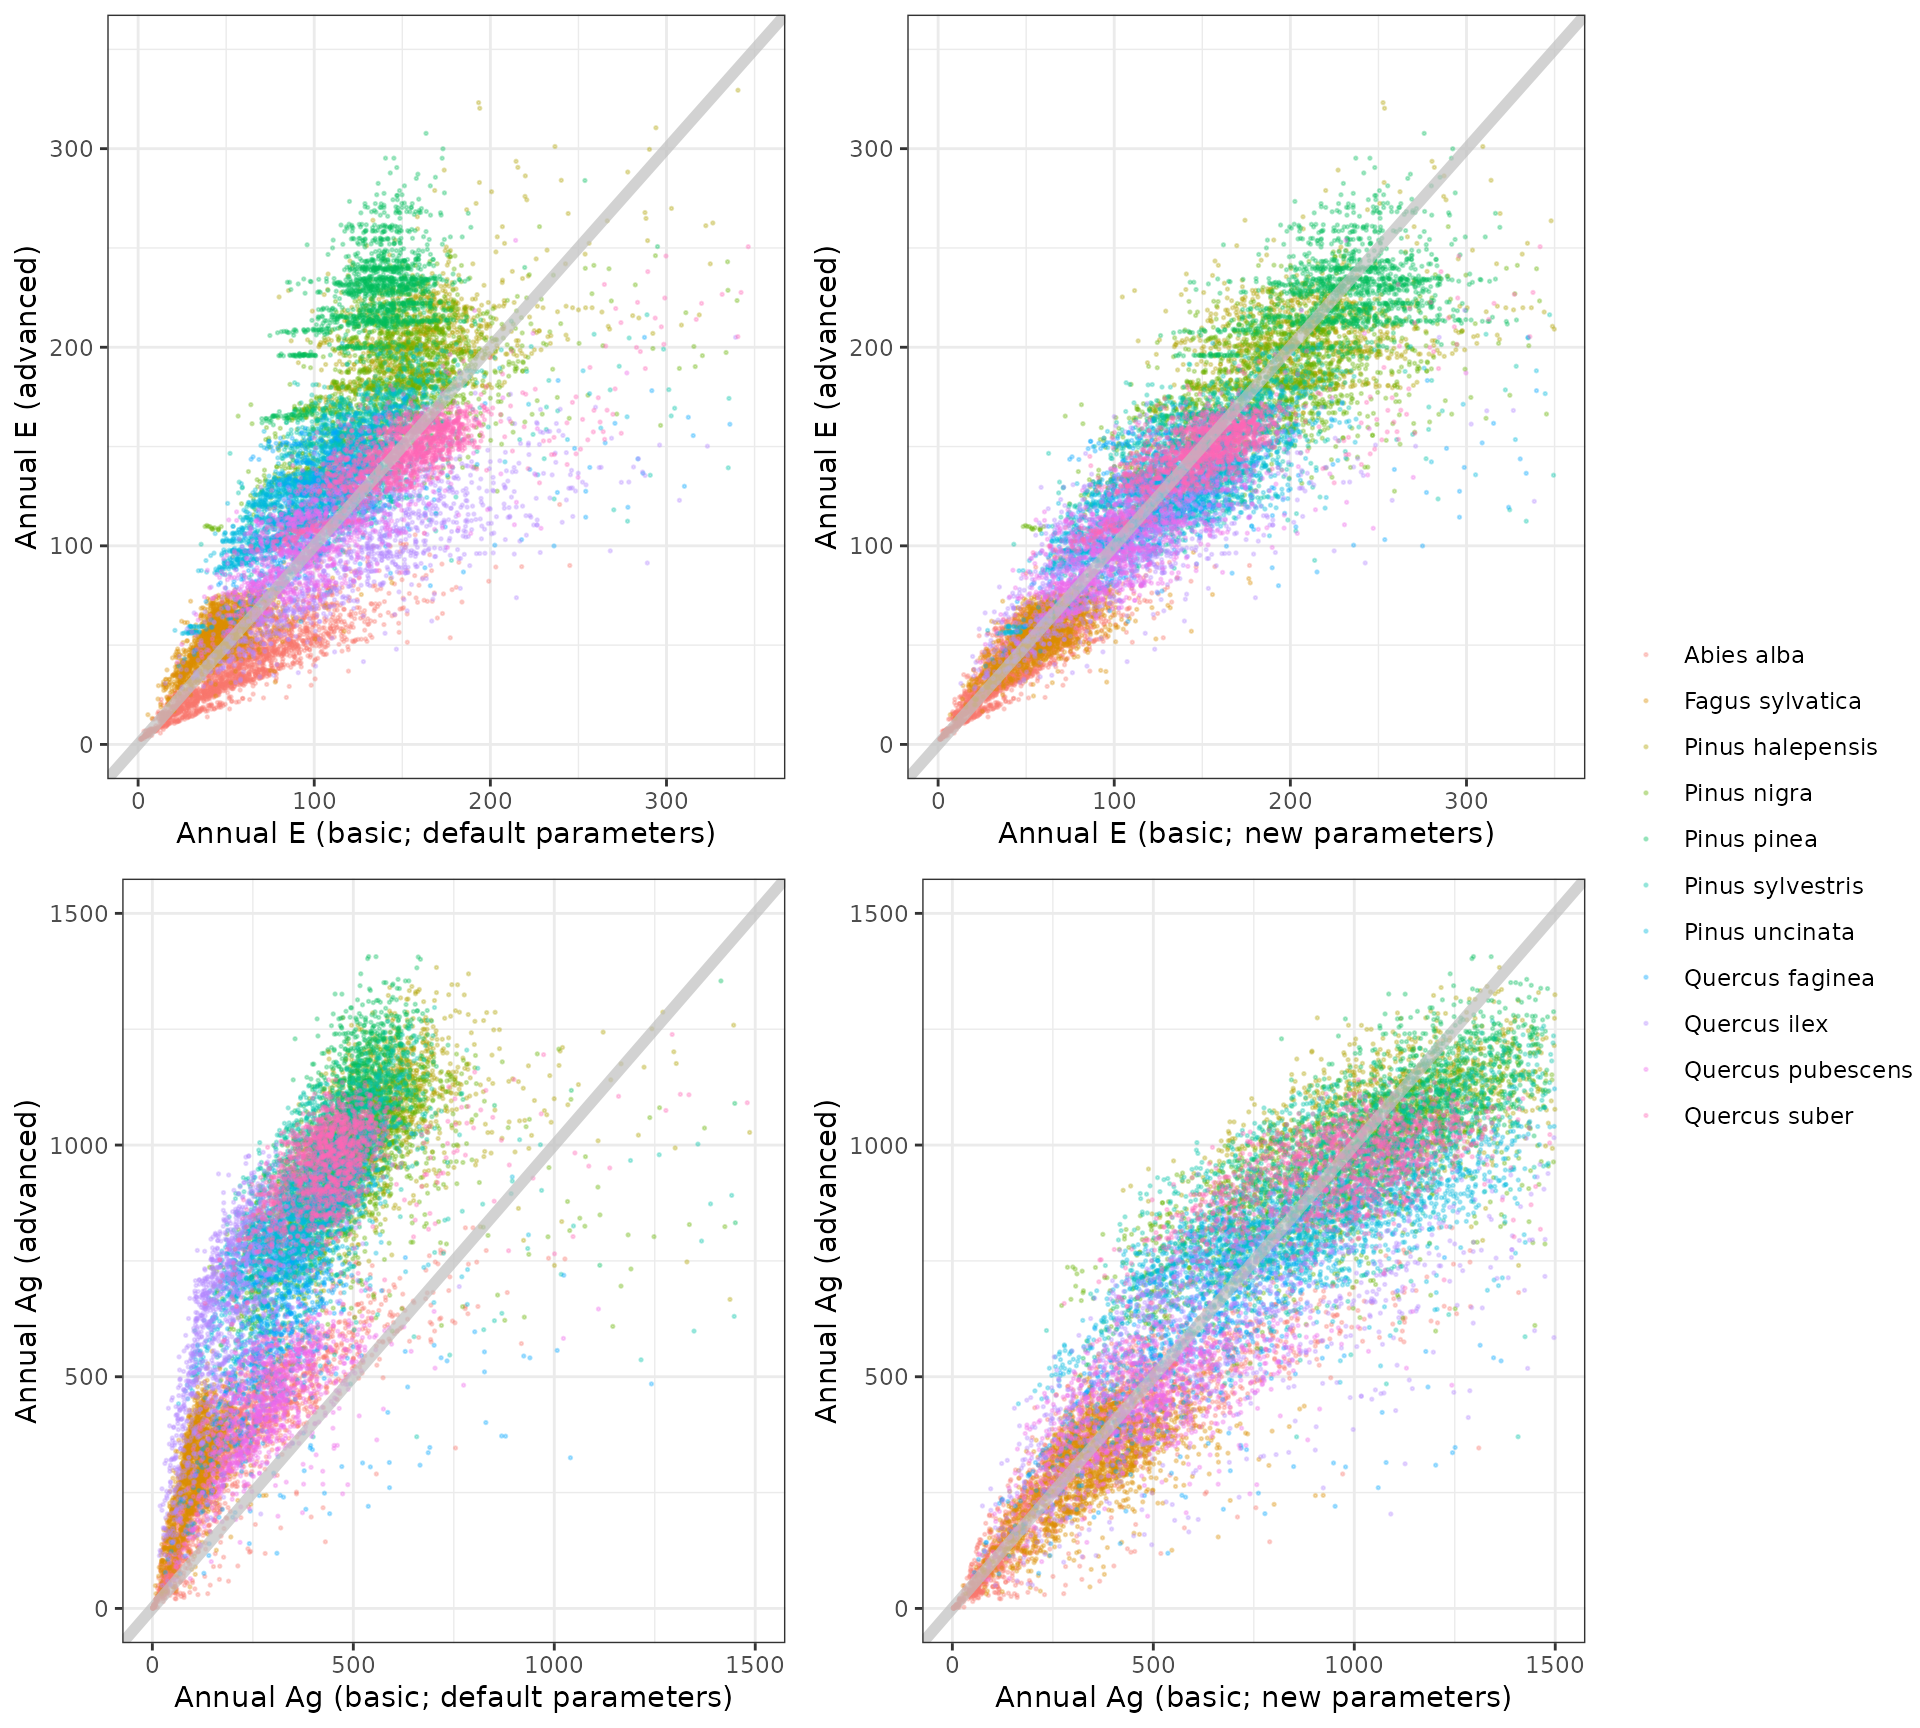 300
200
100
0
Annual E (advanced)
0 100 200 300
Annual E (basic; default parameters)
300
200
100
0
Annual E (advanced)
0 100 200 300
Annual E (basic; new parameters)
1500
1000
500
0
Annual Ag (advanced)
0 500 1000 1500
Annual Ag (basic; default parameters)
1500
1000
500
0
Annual Ag (advanced)
0 500 1000 1500
Annual Ag (basic; new parameters)
Abies alba
Fagus sylvatica
Pinus halepensis
Pinus nigra
Pinus pinea
Pinus sylvestris
Pinus uncinata
Quercus faginea
Quercus ilex
Quercus pubescens
Quercus suber